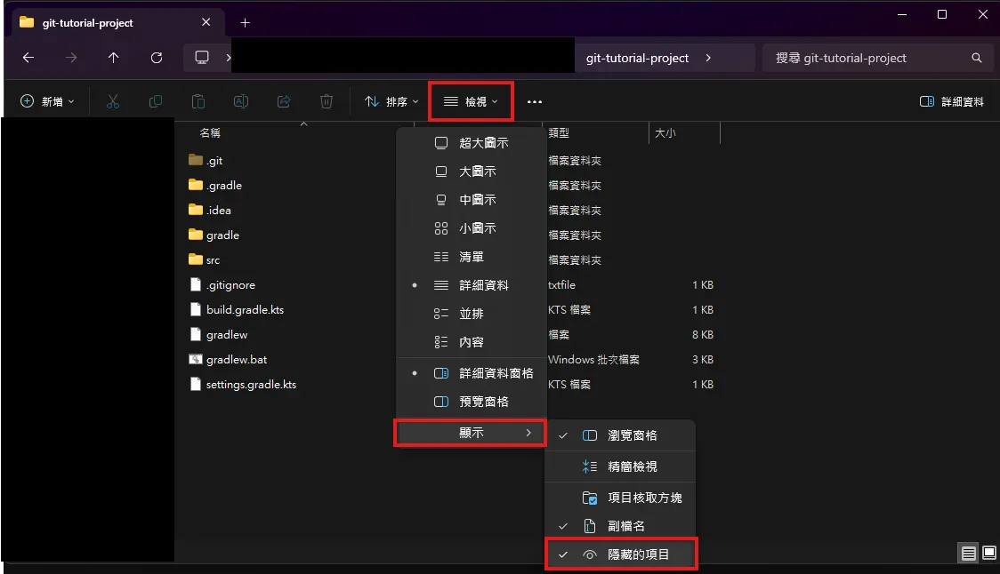 git-tutorial-project
git-tutorial-project
搜尋 git-tutorial-project
新增
排序
檢視
詳細資料
名稱
類型
大小
.git
檔案資料夾
.gradle
檔案資料夾
.idea
檔案資料夾
gradle
檔案資料夾
src
檔案資料夾
.gitignore
txtfile
1 KB
build.gradle.kts
KTS 檔案
1 KB
gradlew
檔案
8 KB
gradlew.bat
Windows 批次檔案
3 KB
settings.gradle.kts
KTS 檔案
1 KB
超大圖示
大圖示
中圖示
小圖示
清單
詳細資料
並排
內容
詳細資料窗格
預覽窗格
顯示
瀏覽窗格
精簡檢視
項目核取方塊
副檔名
隱藏的項目